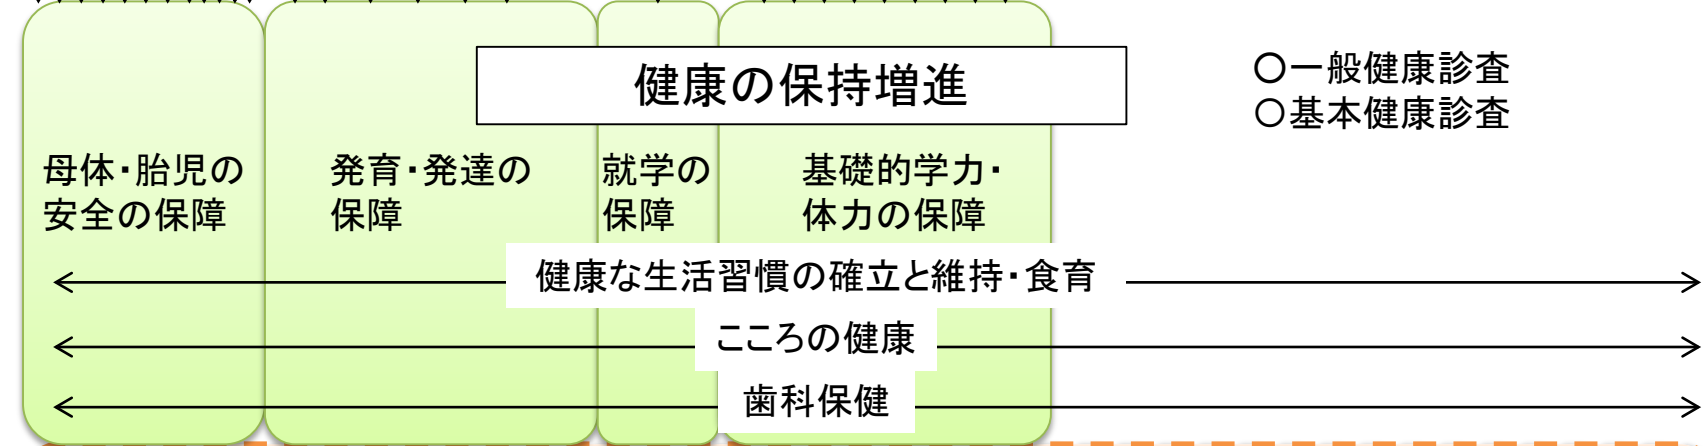 健康の保持増進
○一般健康診査
○基本健康診査
母体・胎児の
安全の保障
発育・発達の
保障
就学の
保障
基礎的学力・
体力の保障
健康な生活習慣の確立と維持・食育
こころの健康
歯科保健